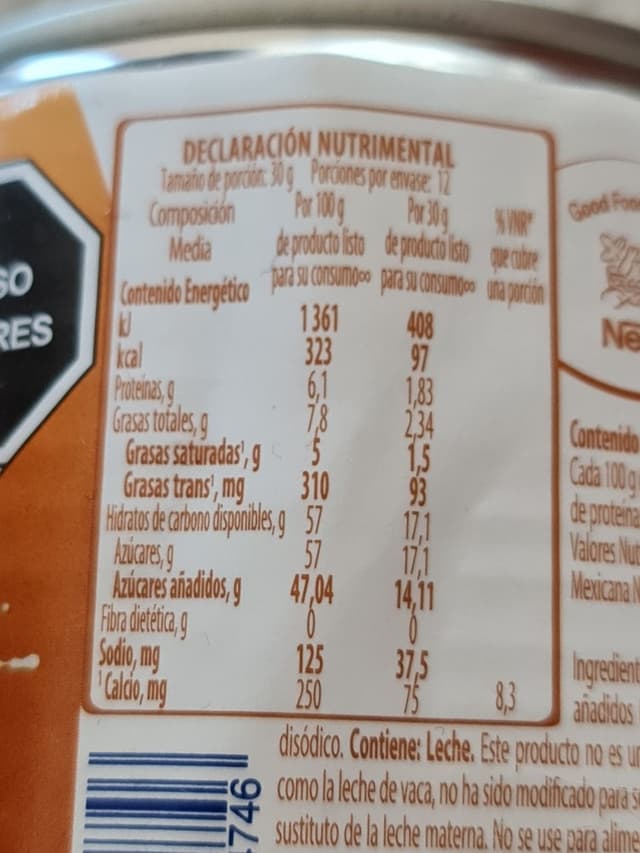 DECLARACIÓN NUTRIMENTAL
Tamaño de porción: 30 g Porciones por envase: 12
Composición Media Por 100 g de producto listo para su consumo∞ Por 30 g de producto listo para su consumo∞ %VNR* que cubre una porción
Contenido Energético
kJ 1 361 408
kcal 323 97
Proteínas, g 6,1 1,83
Grasas totales, g 7,8 2,34
Grasas saturadas¹, g 5 1,5
Grasas trans¹, mg 310 93
Hidratos de carbono disponibles, g 57 17,1
Azúcares, g 57 17,1
Azúcares añadidos, g 47,04 14,11
Fibra dietética, g 0 0
Sodio, mg 125 37,5
¹Calcio, mg 250 75 8,3
SO
RES
Good Foo
Ne
Contenido
Cada 100 g
de proteína
Valores Nu
Mexicana N
Ingredient
añadidos
disódico. Contiene: Leche. Este producto no es un
como la leche de vaca, no ha sido modificado para s
sustituto de la leche materna. No se use para alime
746